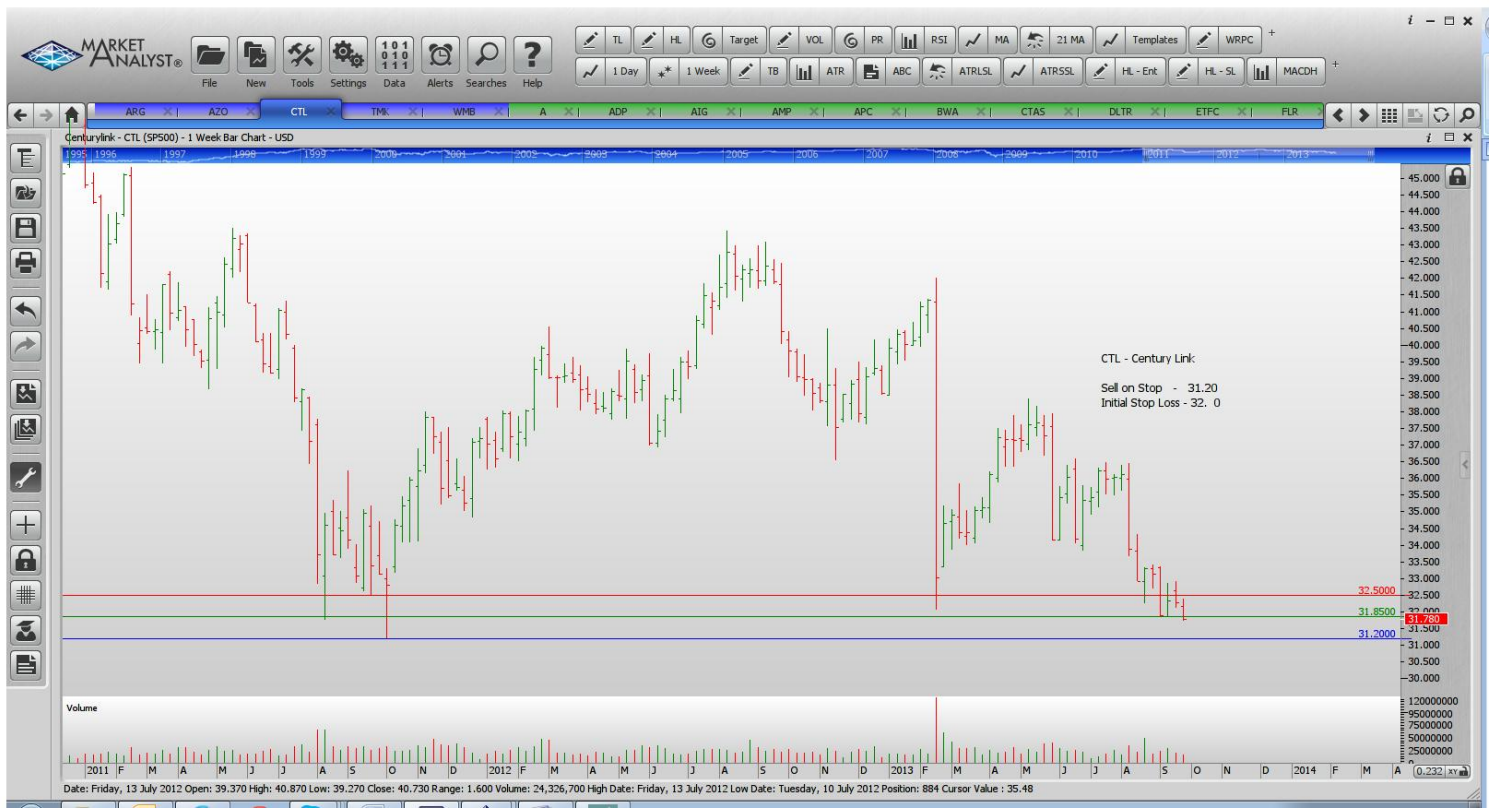 MARKET
ANALYST®
File New Tools Settings Data Alerts Searches Help
TL HL Target VOL PR RSI MA 21 MA Templates WRPC +
1 Day 1 Week TB ATR ABC ATRLSL ATRSSL HL - Ent HL - SL MACDH +
ARG AZO CTL TMK WMB A ADP AIG AMP APC BWA CTAS DLTR ETFC FLR
Centurylink - CTL (SP500) - 1 Week Bar Chart - USD
1995 1996 1997 1998 1999 2000 2001 2002 2003 2004 2005 2006 2007 2008 2009 2010 2011 2012 2013
45.000
44.500
44.000
43.500
43.000
42.500
42.000
41.500
41.000
40.500
40.000
39.500
39.000
38.500
38.000
37.500
37.000
36.500
36.000
35.500
35.000
34.500
34.000
33.500
33.000
32.500
32.000
31.500
31.000
30.500
30.000
CTL - Century Link
Sell on Stop - 31.20
Initial Stop Loss - 32. 0
32.5000
31.8500
31.780
31.2000
Volume
120000000
95000000
75000000
50000000
25000000
0
2011 F M A M J J A S O N D 2012 F M A M J J A S O N D 2013 F M A M J J A S O N D 2014 F M A
0.232 XY
Date: Friday, 13 July 2012 Open: 39.370 High: 40.870 Low: 39.270 Close: 40.730 Range: 1.600 Volume: 24,326,700 High Date: Friday, 13 July 2012 Low Date: Tuesday, 10 July 2012 Position: 884 Cursor Value : 35.48